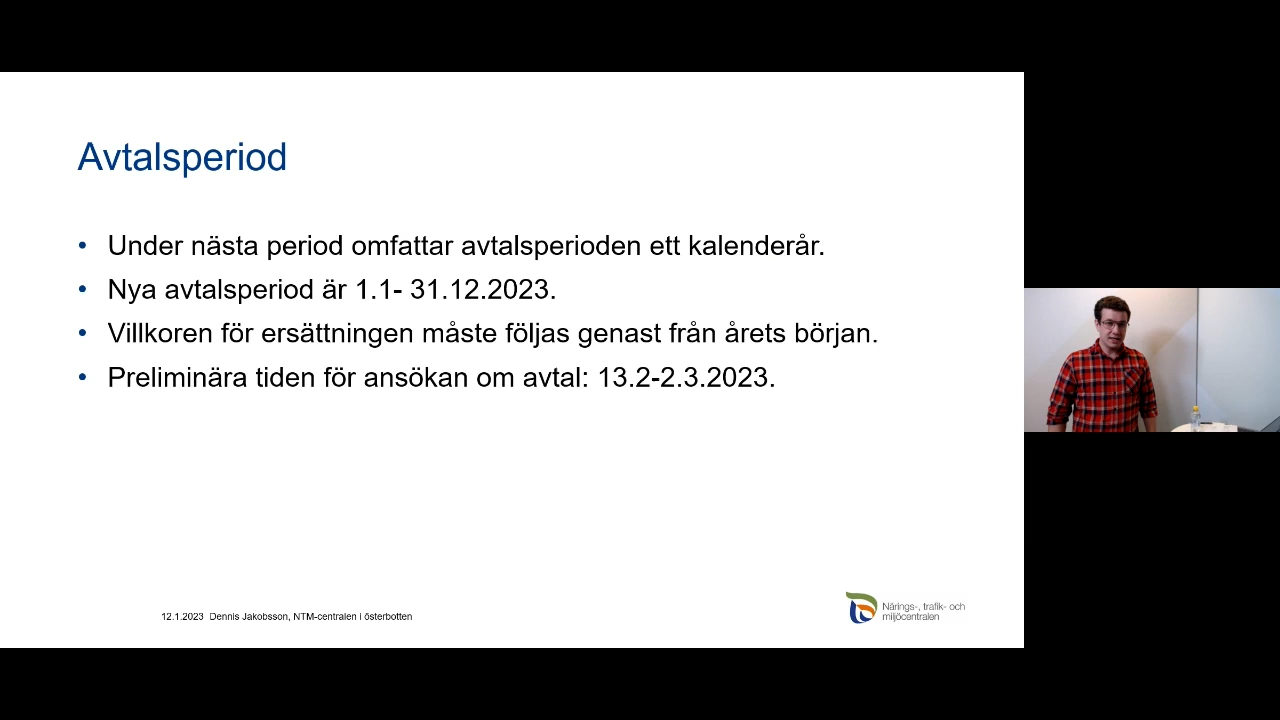 Avtalsperiod
• Under nästa period omfattar avtalsperioden ett kalenderår.
• Nya avtalsperiod är 1.1- 31.12.2023.
• Villkoren för ersättningen måste följas genast från årets början.
• Preliminära tiden för ansökan om avtal: 13.2-2.3.2023.
12.1.2023 Dennis Jakobsson, NTM-centralen i österbotten
Närings-, trafik- och
miljöcentralen